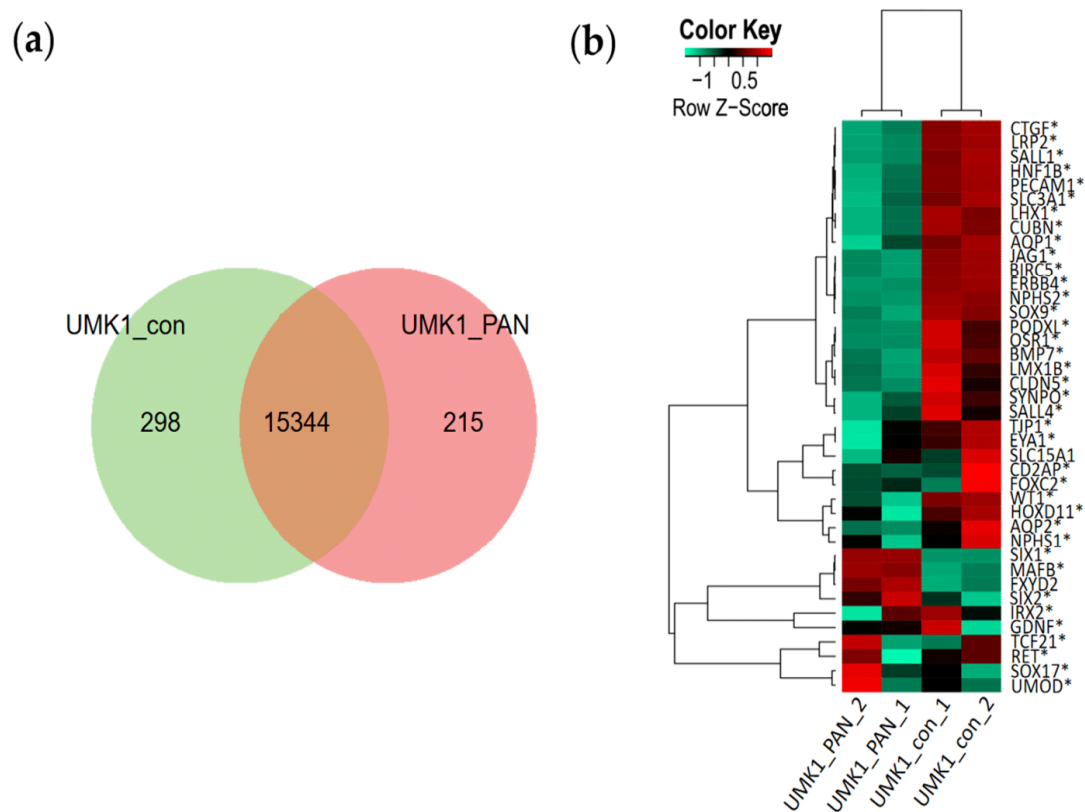 (a)
UMK1_con
UMK1_PAN
298
15344
215
(b)
Color Key
−1 0.5
Row Z−Score
CTGF*
LRP2*
SALL1*
HNF1B*
PECAM1*
SLC3A1*
LHX1*
CUBN*
AQP1*
JAG1*
BIRC5*
ERBB4*
NPHS2*
SOX9*
PODXL*
OSR1*
BMP7*
LMX1B*
CLDN5*
SYNPO*
SALL4*
TJP1*
EYA1*
SLC15A1
CD2AP*
FOXC2*
WT1*
HOXD11*
AQP2*
NPHS1*
SIX1*
MAFB*
FXYD2
SIX2*
IRX2*
GDNF*
TCF21*
RET*
SOX17*
UMOD*
UMK1_PAN_2
UMK1_PAN_1
UMK1_con_1
UMK1_con_2